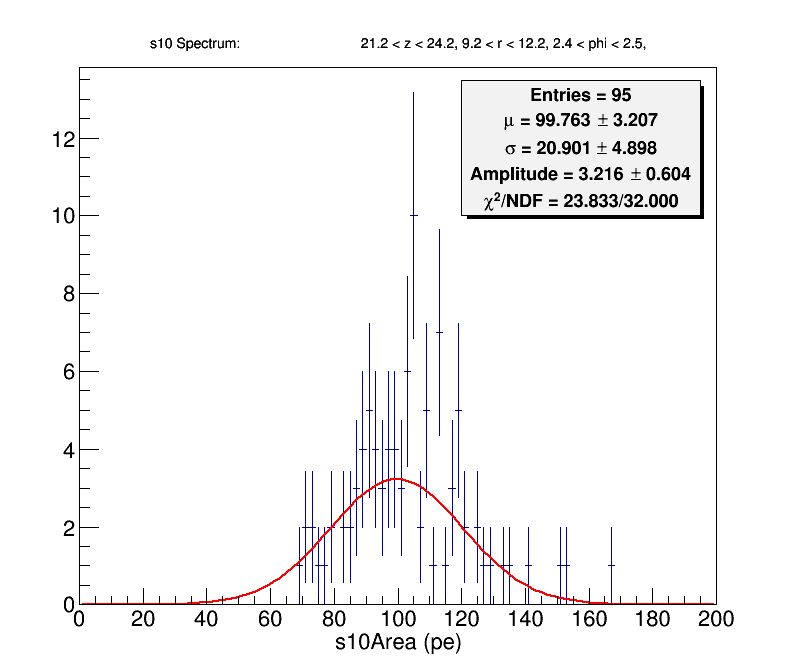 s10 Spectrum: 21.2 < z < 24.2, 9.2 < r < 12.2, 2.4 < phi < 2.5,
Entries = 95
μ = 99.763 ± 3.207
σ = 20.901 ± 4.898
Amplitude = 3.216 ± 0.604
χ²/NDF = 23.833/32.000
12
10
8
6
4
2
0
0 20 40 60 80 100 120 140 160 180 200
s10Area (pe)